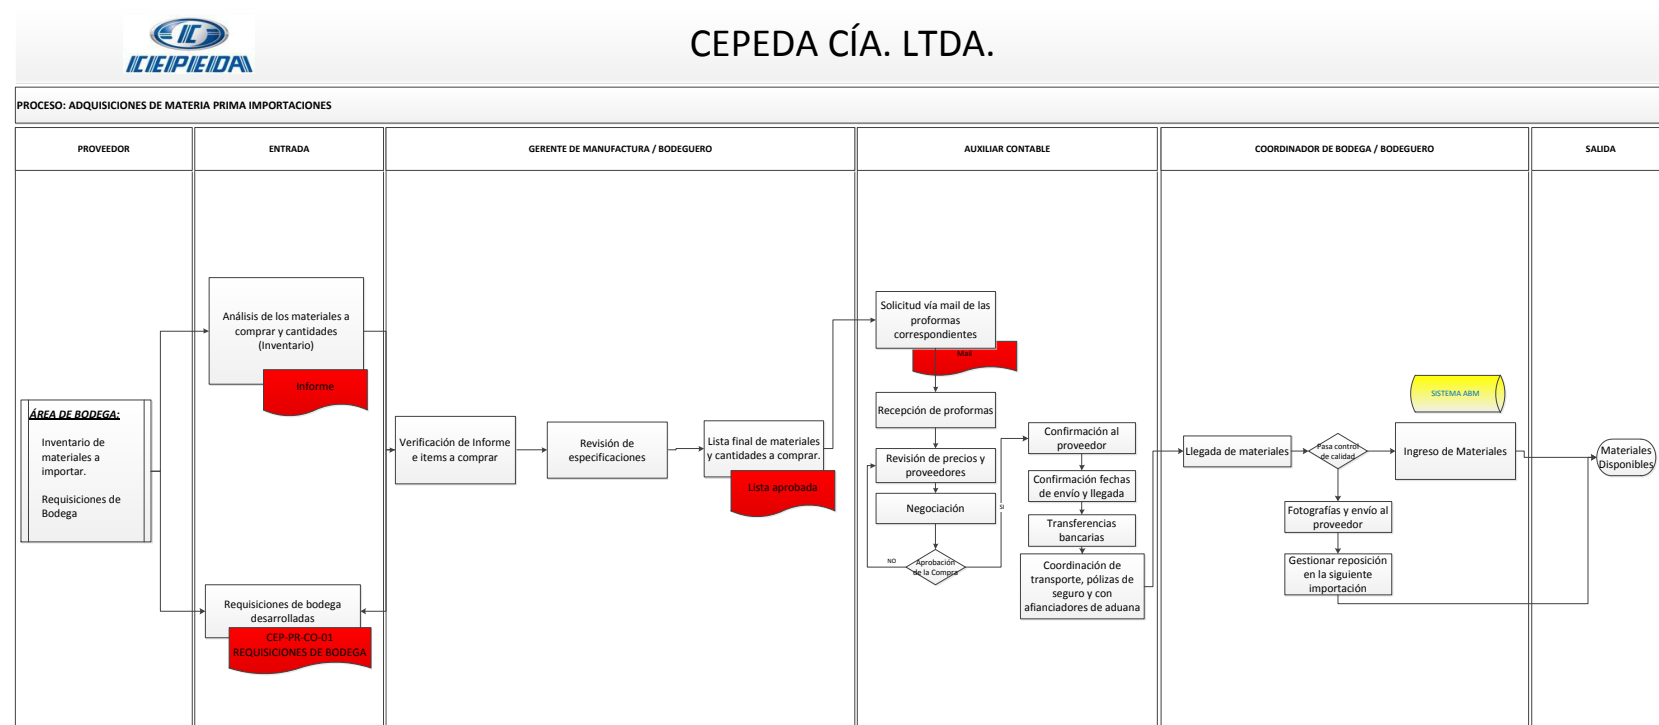 IC
CEPEDA
CEPEDA CÍA. LTDA.
PROCESO: ADQUISICIONES DE MATERIA PRIMA IMPORTACIONES
PROVEEDOR
ENTRADA
GERENTE DE MANUFACTURA / BODEGUERO
AUXILIAR CONTABLE
COORDINADOR DE BODEGA / BODEGUERO
SALIDA
ÁREA DE BODEGA:
Inventario de
materiales a
importar.
Requisiciones de
Bodega
Análisis de los materiales a
comprar y cantidades
(Inventario)
Informe
Requisiciones de bodega
desarrolladas
CEP-PR-CO-01
REQUISICIONES DE BODEGA
Verificación de Informe
e items a comprar
Revisión de
especificaciones
Lista final de materiales
y cantidades a comprar.
Lista aprobada
Solicitud vía mail de las
proformas
correspondientes
Mail
Recepción de proformas
Revisión de precios y
proveedores
Negociación
Aprobación
de la Compra
NO
SI
Confirmación al
proveedor
Confirmación fechas
de envío y llegada
Transferencias
bancarias
Coordinación de
transporte, pólizas de
seguro y con
afianciadores de aduana
Llegada de materiales
Pasa control
de calidad
SISTEMA ABM
Ingreso de Materiales
Fotografías y envío al
proveedor
Gestionar reposición
en la siguiente
importación
Materiales
Disponibles